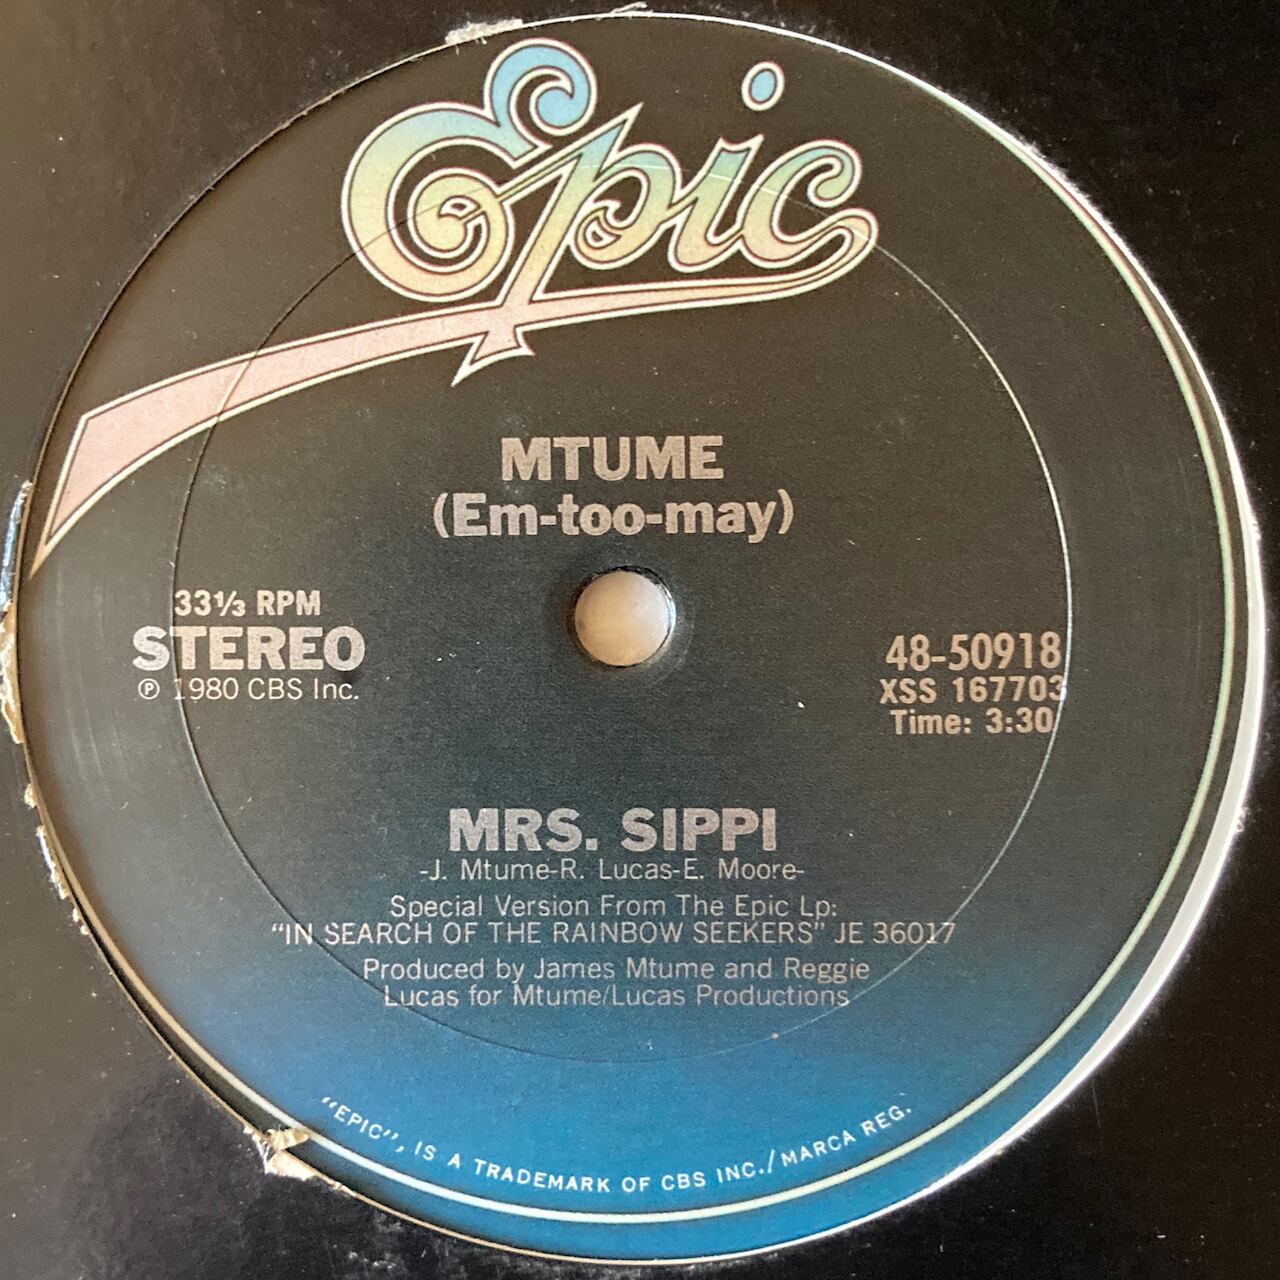 Epic
MTUME
(Em-too-may)
33⅓ RPM
STEREO
℗ 1980 CBS Inc.
48-50918
XSS 167703
Time: 3:30
MRS. SIPPI
-J. Mtume-R. Lucas-E. Moore-
Special Version From The Epic Lp:
"IN SEARCH OF THE RAINBOW SEEKERS" JE 36017
Produced by James Mtume and Reggie
Lucas for Mtume/Lucas Productions
"EPIC", IS A TRADEMARK OF CBS INC./MARCA REG.